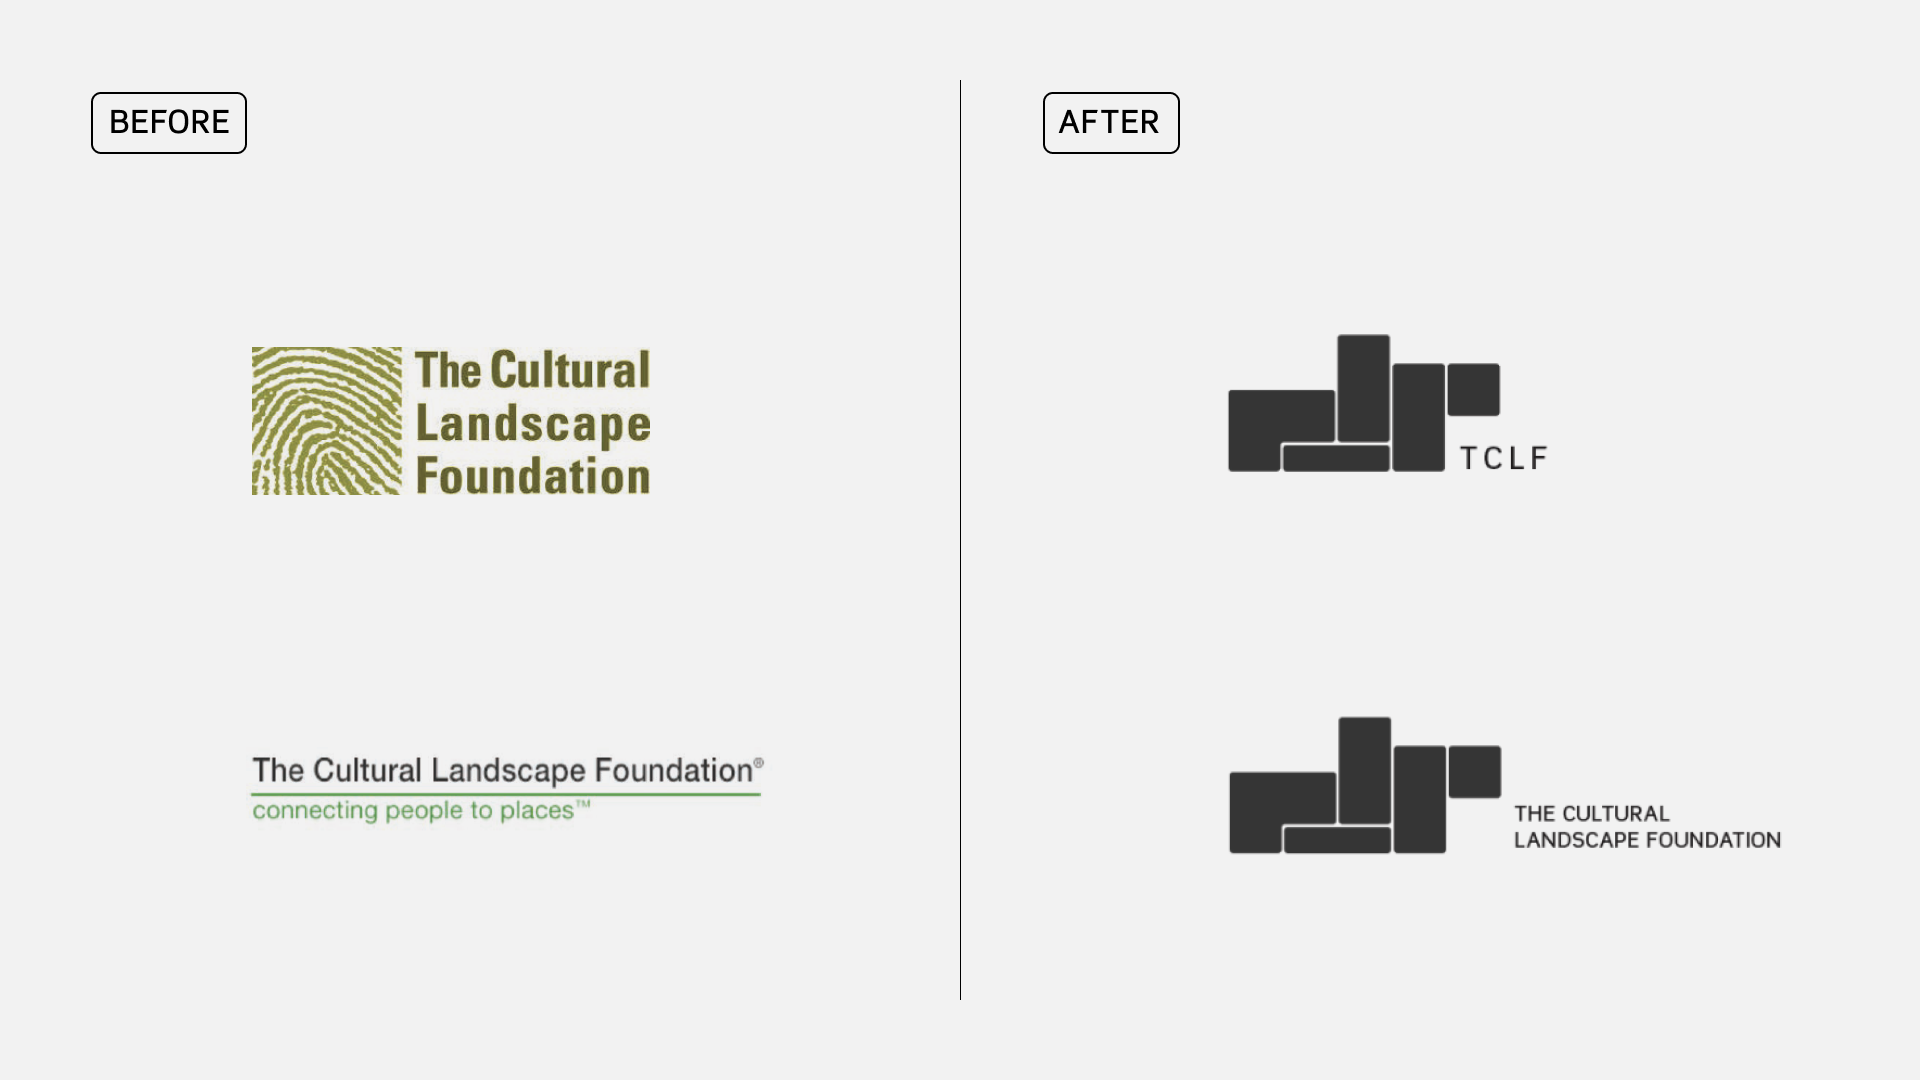 BEFORE
The Cultural
Landscape
Foundation
The Cultural Landscape Foundation®
connecting people to places™
AFTER
TCLF
THE CULTURAL
LANDSCAPE FOUNDATION